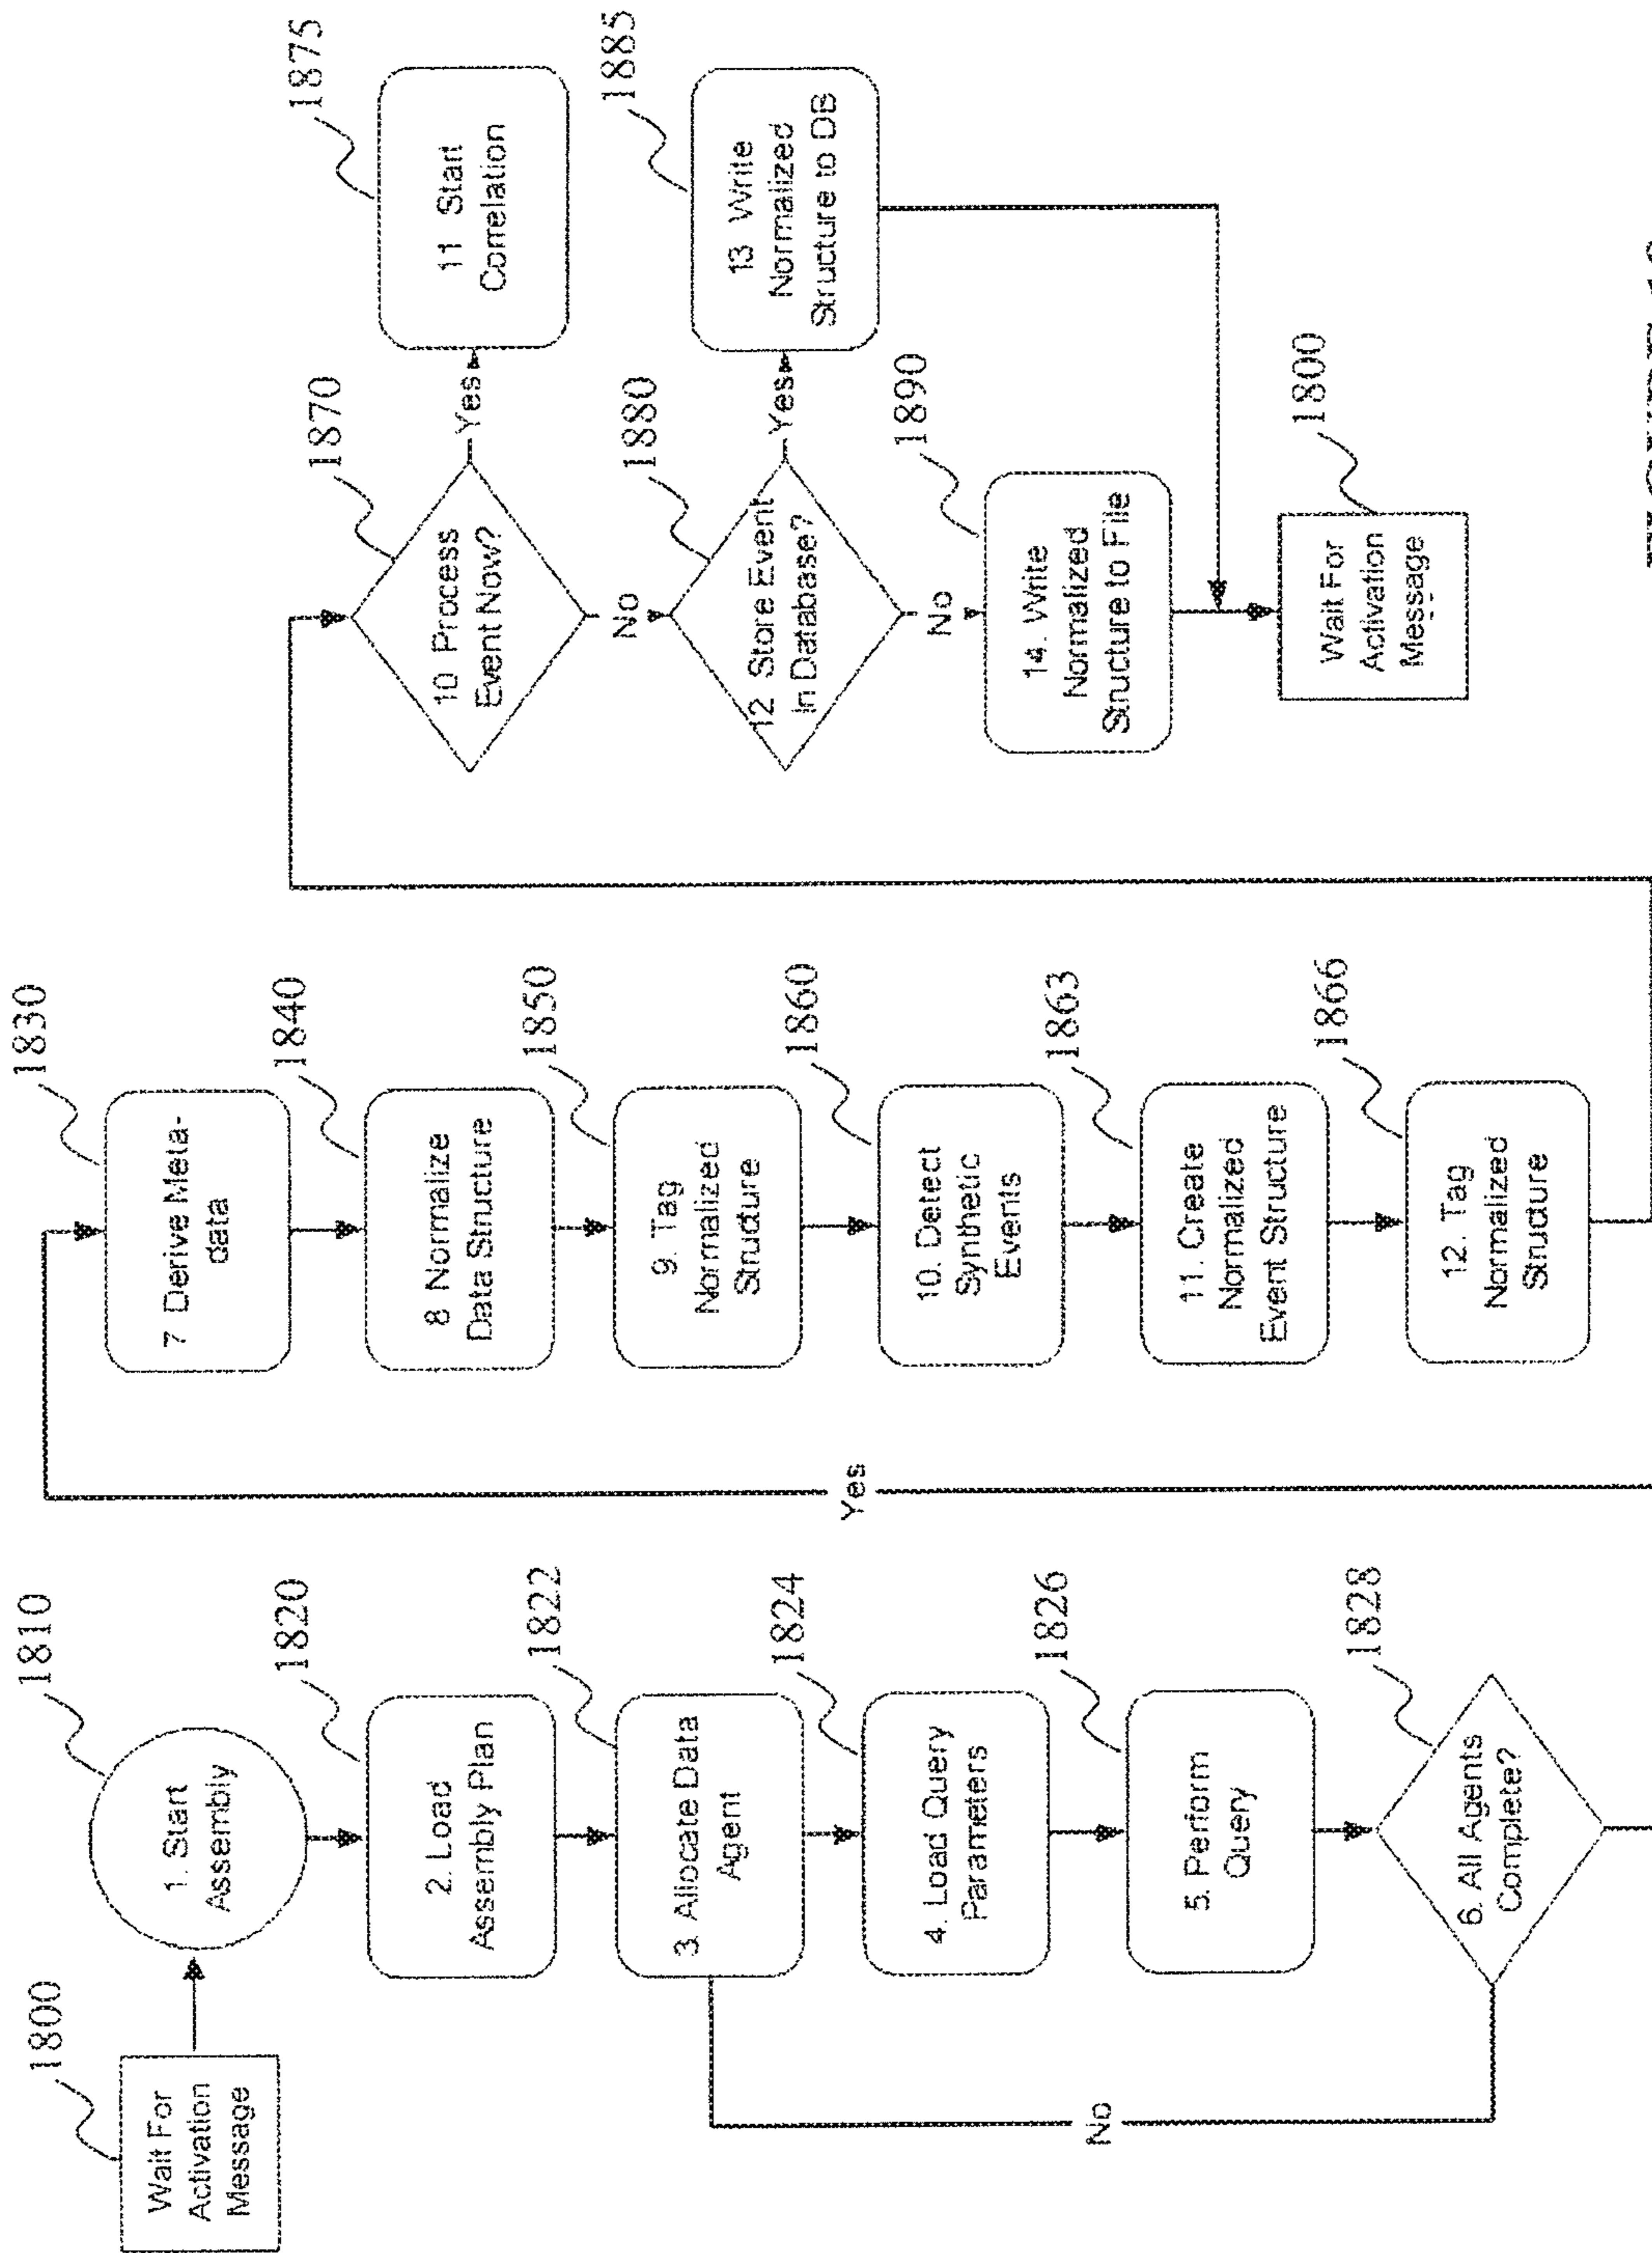 1800
Wait For
Activation
Message
1810
1. Start
Assembly
1820
2. Load
Assembly Plan
1822
3. Allocate Data
Agent
1824
4. Load Query
Parameters
1826
5. Perform
Query
1828
6. All Agents
Complete?
No
Yes
1830
7 Derive Meta-
data
1840
8 Normalize
Data Structure
1850
9. Tag
Normalized
Structure
1860
10. Detect
Synthetic
Events
1863
11. Create
Normalized
Event Structure
1866
12. Tag
Normalized
Structure
1870
10 Process
Event Now?
Yes
1875
11 Start
Correlation
No
1880
12 Store Event
In Database?
Yes
1885
13 Write
Normalized
Structure to DB
No
1890
14. Write
Normalized
Structure to File
1800
Wait For
Activation
Message